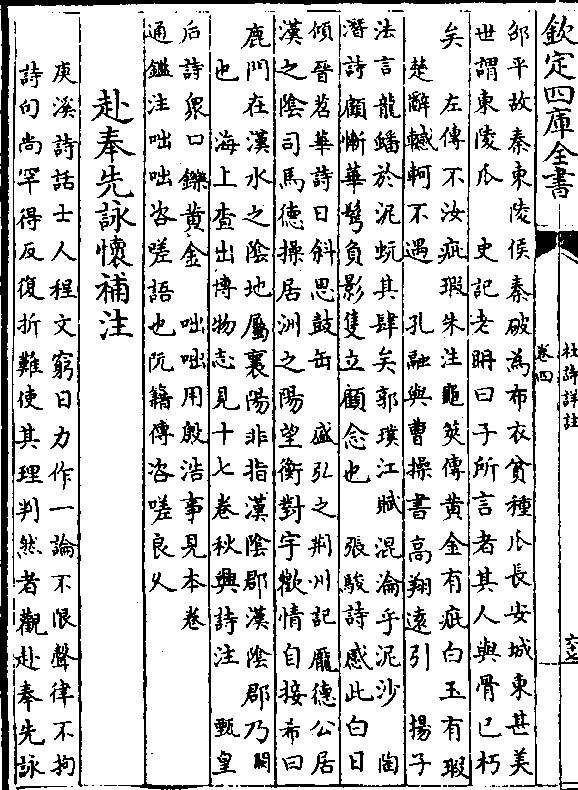 欽定四庫全書
杜詩詳註
卷四
六十七
邵平故秦東陵侯秦破為布衣貧種瓜長安城東甚美
世謂東陵瓜　史記老聃曰子所言者其人與骨已朽
矣　左傳不汝疵瑕朱注龜筴傳黄金有疵白玉有瑕
楚辭轗軻不遇　孔融與曹操書高翔遠引　揚子
法言龍蟠於泥蚖其肆矣郭璞江賦混淪乎泥沙　陶
潛詩顧慚華鬢負影隻立顧念也　張駿詩感此白日
傾晉苕華詩曰斜思鼓缶　盛弘之荆州記龎德公居
漢之陰司馬德操居洲之陽望衡對宇歡情自接希曰
鹿門在漢水之陰地屬襄陽非指漢陰郡漢陰郡乃
也　海上查出博物志見十七卷秋興詩注　甄皇
后詩衆口鑠黄金　咄咄用殷浩事見本卷
通鑑注咄咄咨嗟語也阮籍傳咨嗟良乆
赴奉先詠懷補注
庚溪詩話士人程文窮日力作一論不限聲律不拘
詩句尚罕得反復折難使其理判然者觀赴奉先詠